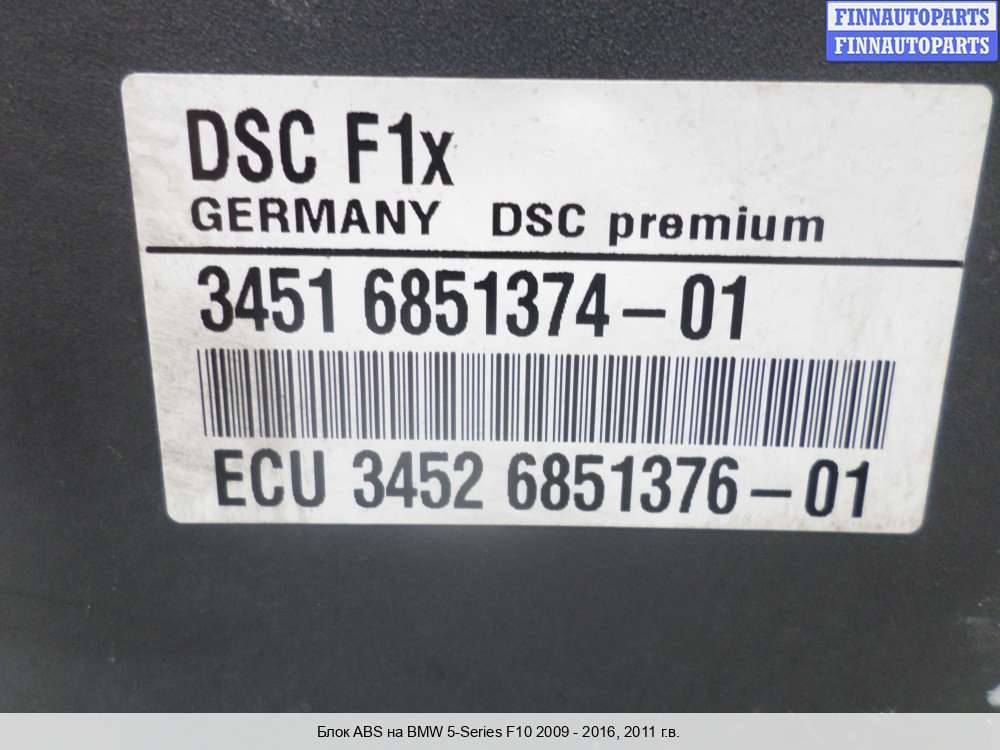 FINNAUTOPARTS
FINNAUTOPARTS
DSC F1x
GERMANY DSC premium
3451 6851374-01
ECU 3452 6851376-01
Блок ABS на BMW 5-Series F10 2009 - 2016, 2011 г.в.